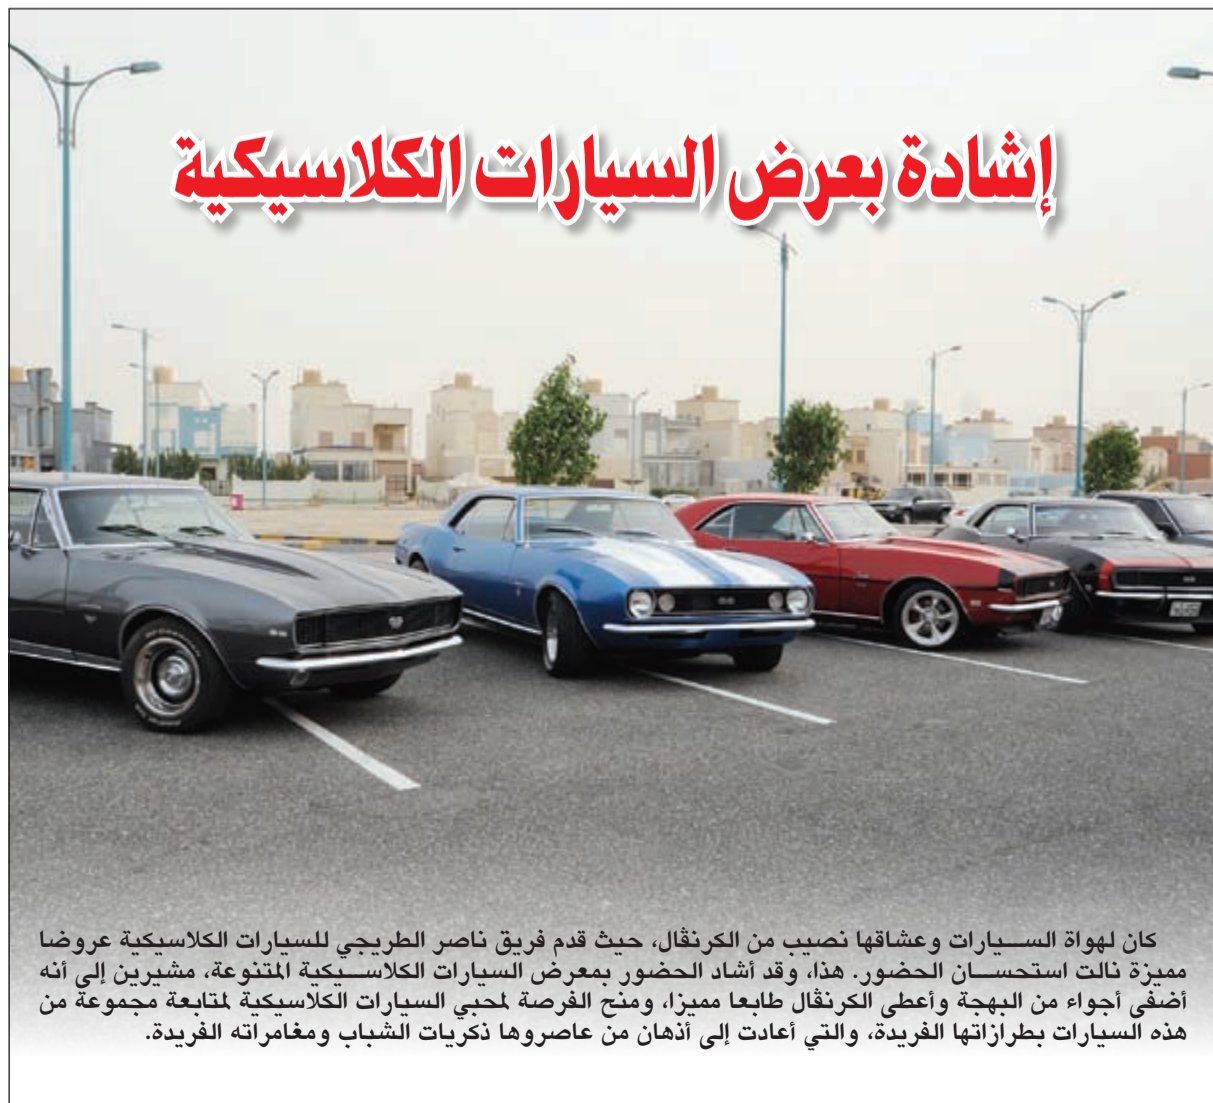 إشادة بعرض السيارات الكلاسيكية
كان لهواة السيارات وعشاقها نصيب من الكرنڤال، حيث قدم فريق ناصر الطريجي للسيارات الكلاسيكية عروضا
مميزة نالت استحسان الحضور. هذا، وقد أشاد الحضور بمعرض السيارات الكلاسيكية المتنوعة، مشيرين إلى أنه
أضفى أجواء من البهجة وأعطى الكرنڤال طابعا مميزا، ومنح الفرصة لمحبي السيارات الكلاسيكية لمتابعة مجموعة من
هذه السيارات بطرازاتها الفريدة، والتي أعادت إلى أذهان من عاصروها ذكريات الشباب ومغامراته الفريدة.